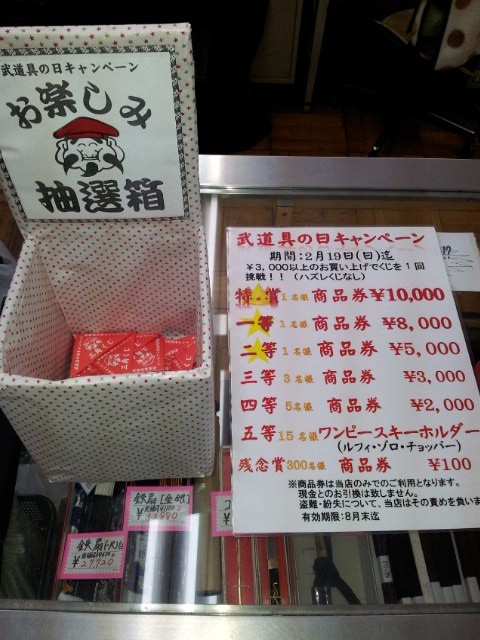 武道具の日キャンペーン
お楽しみ
抽選箱
武道具の日キャンペーン
期間:2月19日(日)迄
¥3,000以上のお買い上げでくじを1回
挑戦!!(ハズレくじなし)
特賞 1名様 商品券 ¥10,000
一等 1名様 商品券 ¥8,000
二等 1名様 商品券 ¥5,000
三等 3名様 商品券 ¥3,000
四等 5名様 商品券 ¥2,000
五等 15名様 ワンピースキーホルダー
(ルフィ・ゾロ・チョッパー)
残念賞 300名様 商品券 ¥100
※商品券は当店のみでのご利用となります。
現金とのお引換は致しません。
盗難・紛失について、当店はその責めを負いま
有効期限:8月末迄
鉄扇
鉄扇
¥27,720